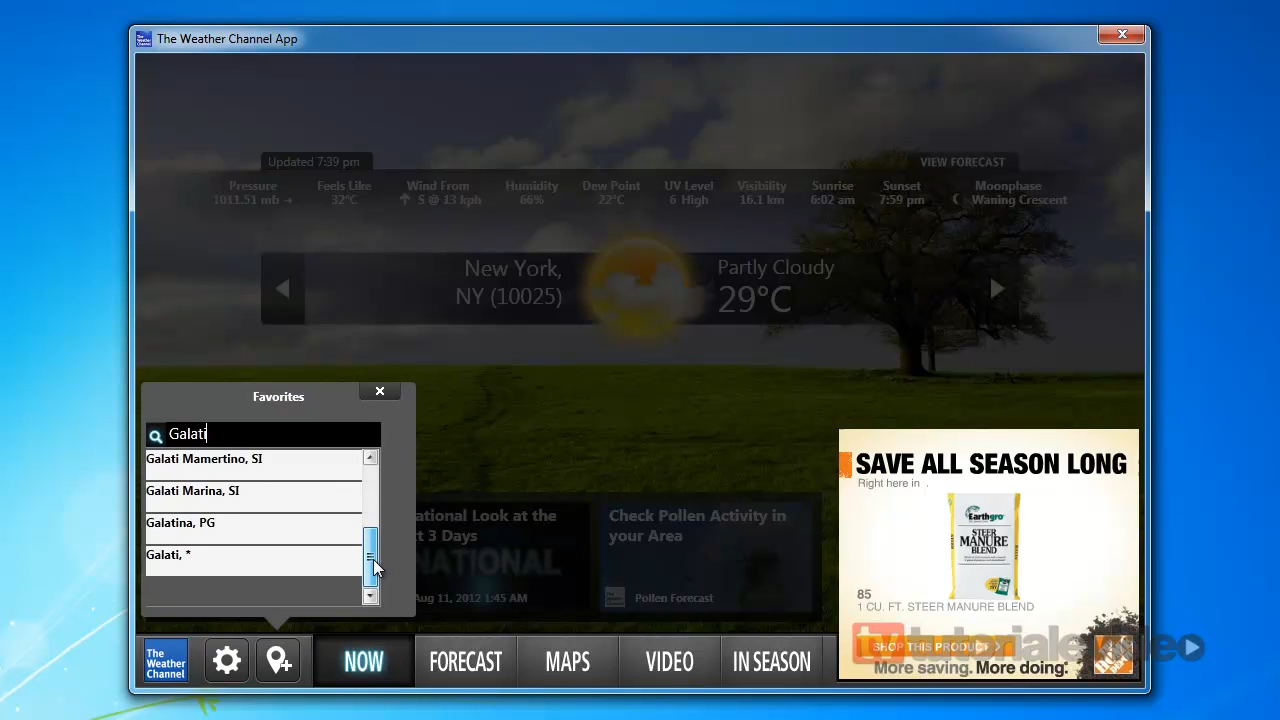 The Weather Channel App
Updated 7:39 pm
VIEW FORECAST
Pressure Feels Like Wind From Humidity Dew Point UV Level Visibility Sunrise Sunset Moonphase
1011.51 mb 32°C S @ 13 kph 66% 22°C 6 High 16.1 km 6:02 am 7:59 pm Waning Crescent
New York,
NY (10025)
Partly Cloudy
29°C
Favorites
Galati
Galati Mamertino, SI
Galati Marina, SI
Galatina, PG
Galati, *
ational Look at the
t 3 Days
NATIONAL
Aug 11, 2012 1:45 AM
Check Pollen Activity in
your Area
The Weather Channel
Pollen Forecast
SAVE ALL SEASON LONG
Right here in .
Earthgro
STEER
MANURE
BLEND
85
1 CU. FT. STEER MANURE BLEND
SHOP THIS PRODUCT
More saving. More doing.
The
Weather
Channel
NOW
FORECAST
MAPS
VIDEO
IN SEASON